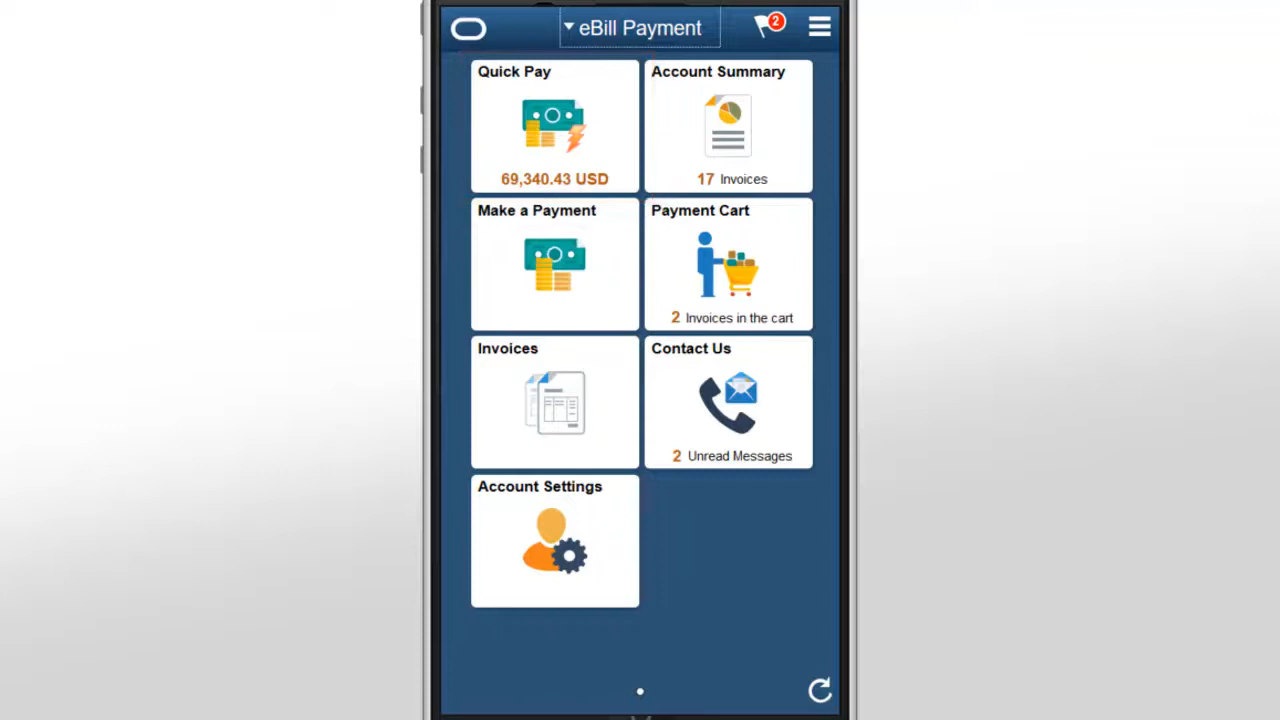 eBill Payment
2
Quick Pay
69,340.43 USD
Account Summary
17 Invoices
Make a Payment
Payment Cart
2 Invoices in the cart
Invoices
Contact Us
2 Unread Messages
Account Settings